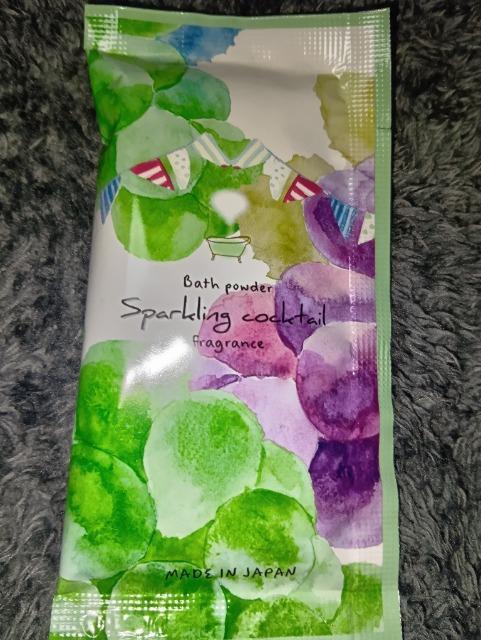 Bath powder
Sparkling cocktail
fragrance
MADE IN JAPAN